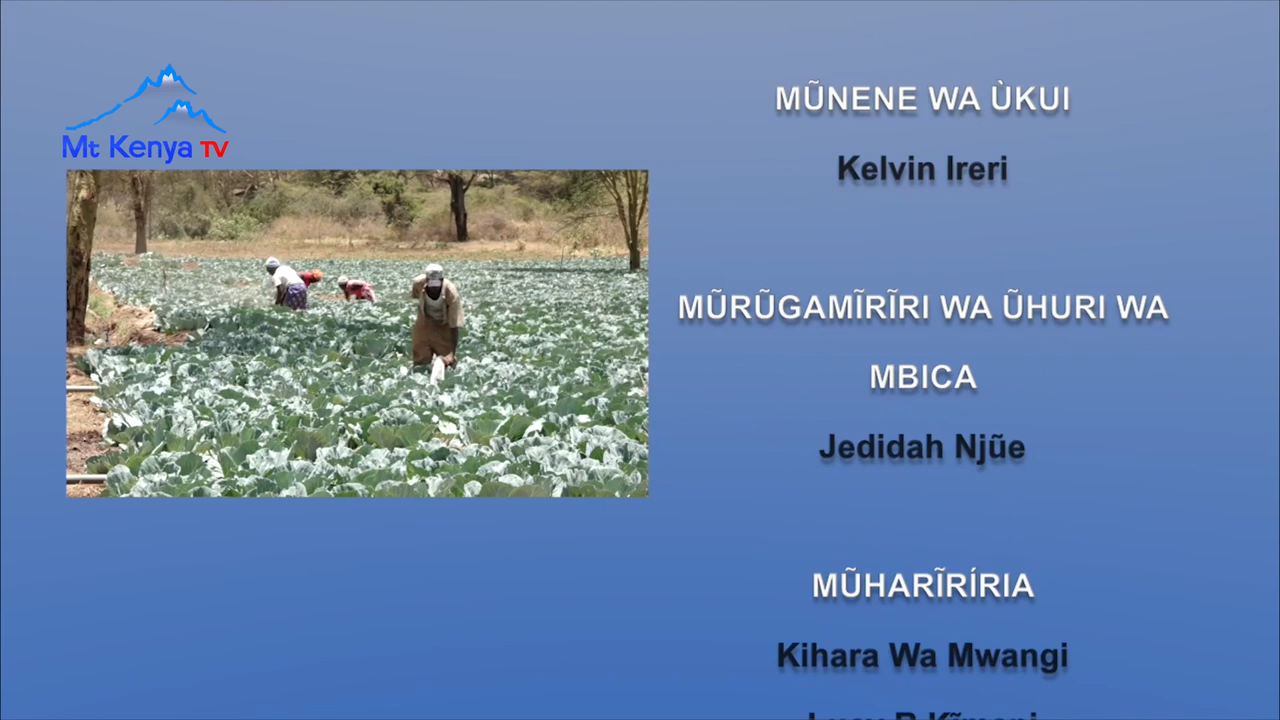 Mt Kenya TV
MŨNENE WA ÙKUI
Kelvin Ireri
MŨRŨGAMĨRĨRI WA ŨHURI WA
MBICA
Jedidah Njũe
MŨHARĨRÍRIA
Kihara Wa Mwangi